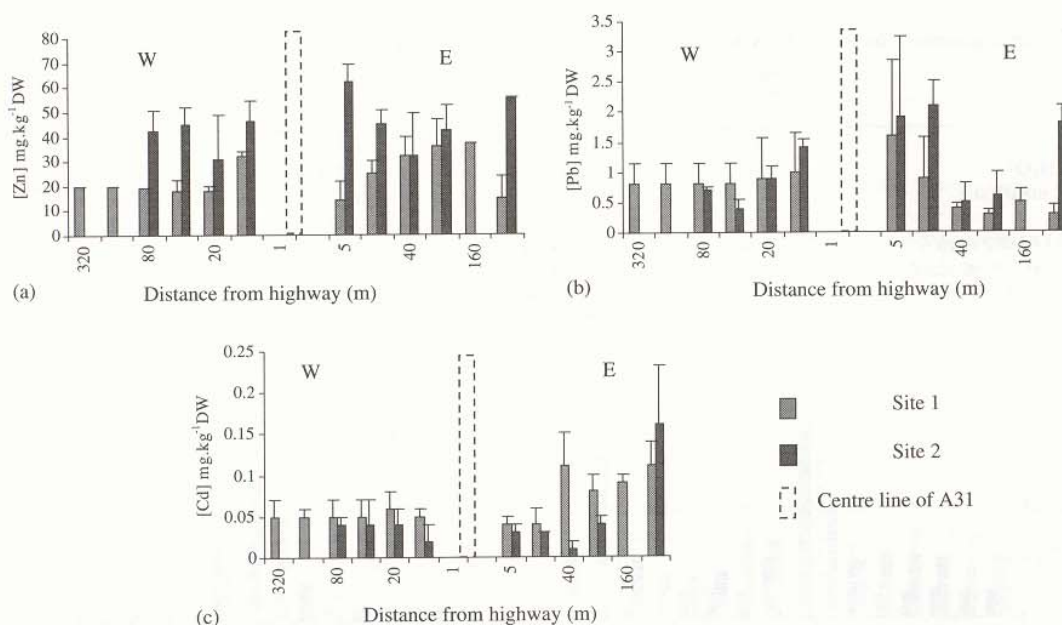 80
70
60
50
40
30
20
10
0
[Zn] mg.kg-1DW
W
E
320
80
20
1
5
40
160
(a)
Distance from highway (m)
3.5
3
2.5
2
1.5
1
0.5
0
[Pb] mg.kg-1DW
W
E
320
80
20
1
5
40
160
(b)
Distance from highway (m)
0.25
0.2
0.15
0.1
0.05
0
[Cd] mg.kg-1DW
W
E
320
80
20
1
5
40
160
(c)
Distance from highway (m)
Site 1
Site 2
Centre line of A31